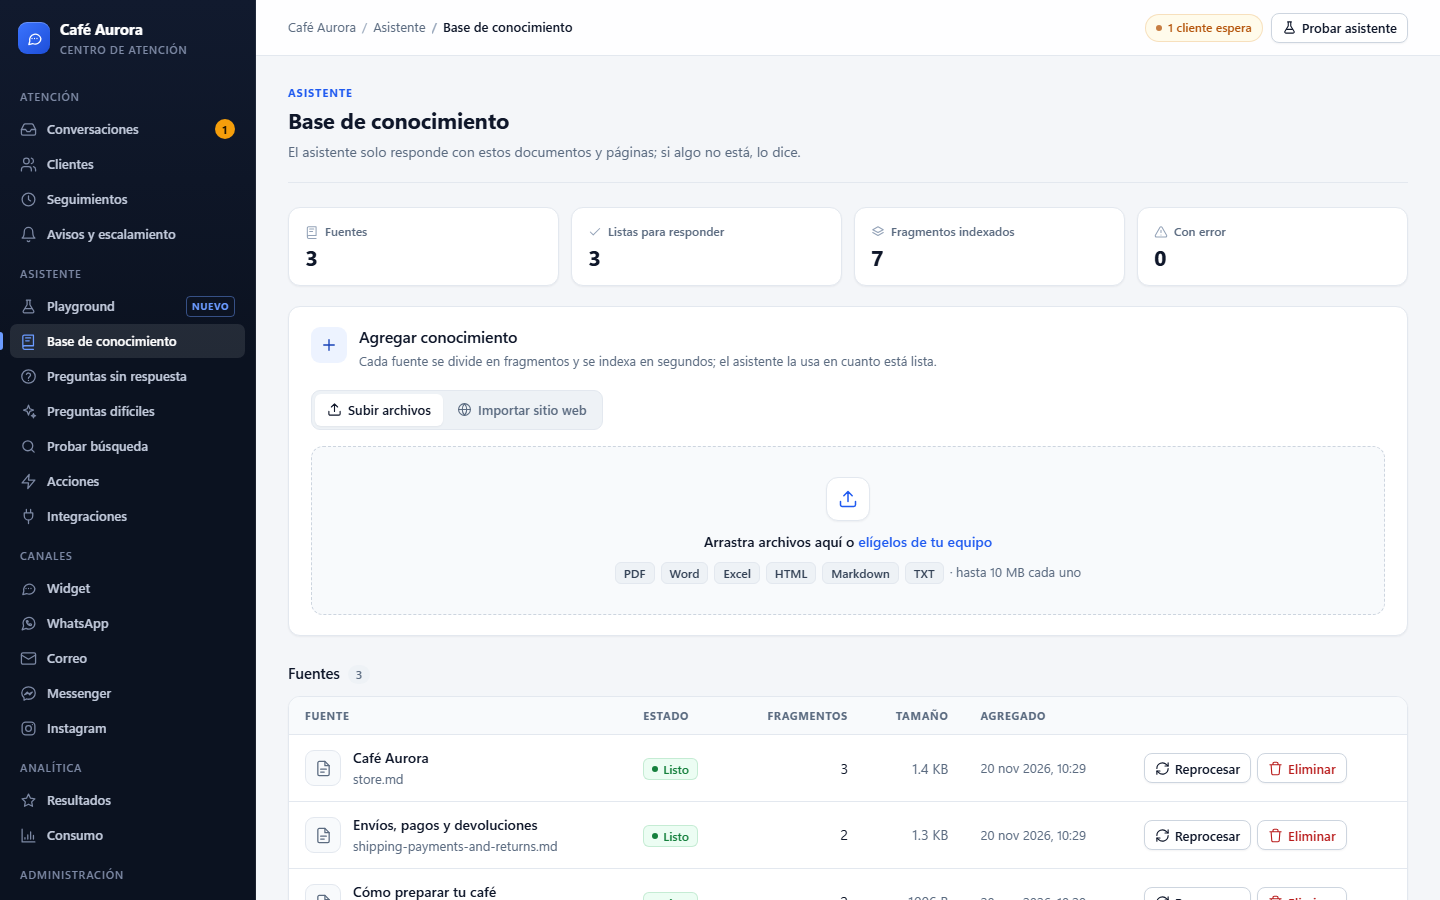 Café Aurora
CENTRO DE ATENCIÓN
ATENCIÓN
Conversaciones 1
Clientes
Seguimientos
Avisos y escalamiento
ASISTENTE
Playground NUEVO
Base de conocimiento
Preguntas sin respuesta
Preguntas difíciles
Probar búsqueda
Acciones
Integraciones
CANALES
Widget
WhatsApp
Correo
Messenger
Instagram
ANALÍTICA
Resultados
Consumo
ADMINISTRACIÓN
Café Aurora / Asistente / Base de conocimiento
1 cliente espera
Probar asistente
ASISTENTE
Base de conocimiento
El asistente solo responde con estos documentos y páginas; si algo no está, lo dice.
Fuentes
3
Listas para responder
3
Fragmentos indexados
7
Con error
0
Agregar conocimiento
Cada fuente se divide en fragmentos y se indexa en segundos; el asistente la usa en cuanto está lista.
Subir archivos
Importar sitio web
Arrastra archivos aquí o elígelos de tu equipo
PDF Word Excel HTML Markdown TXT · hasta 10 MB cada uno
Fuentes 3
FUENTE ESTADO FRAGMENTOS TAMAÑO AGREGADO
Café Aurora
store.md
Listo 3 1.4 KB 20 nov 2026, 10:29 Reprocesar Eliminar
Envíos, pagos y devoluciones
shipping-payments-and-returns.md
Listo 2 1.3 KB 20 nov 2026, 10:29 Reprocesar Eliminar
Cómo preparar tu café